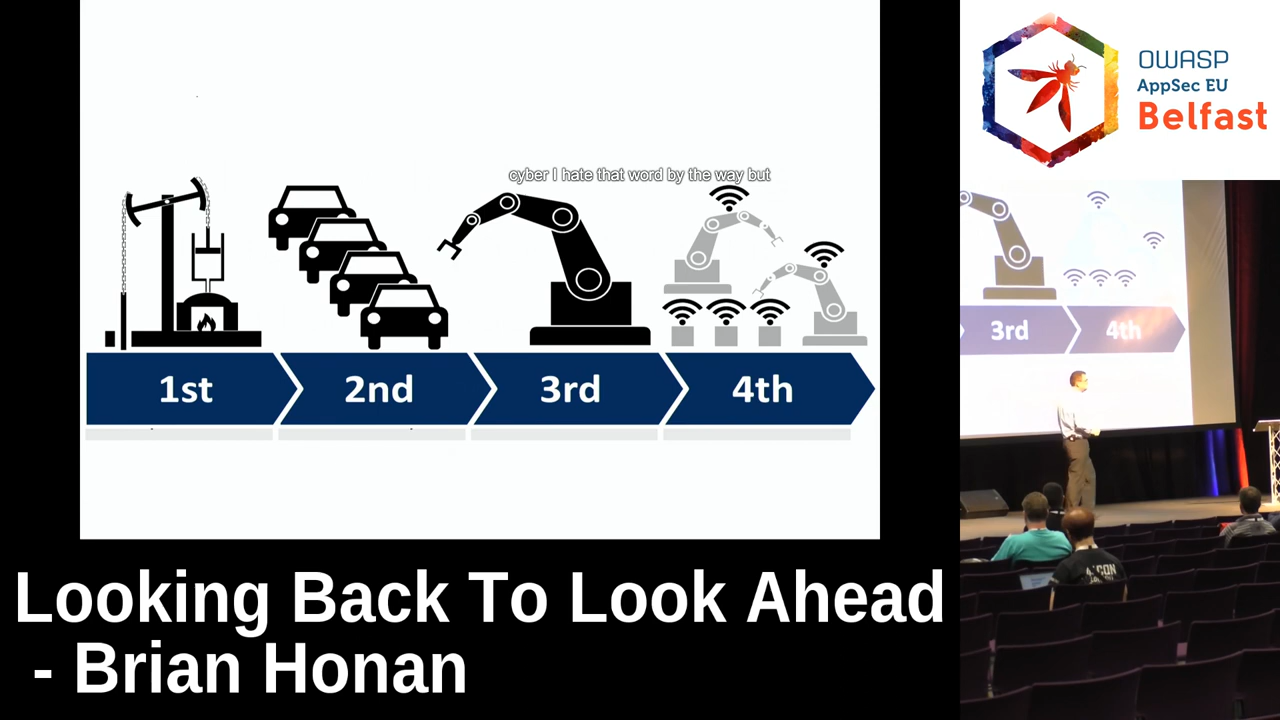 cyber I hate that word by the way but
1st
2nd
3rd
4th
Looking Back To Look Ahead
- Brian Honan
OWASP
AppSec EU
Belfast
3rd
4th